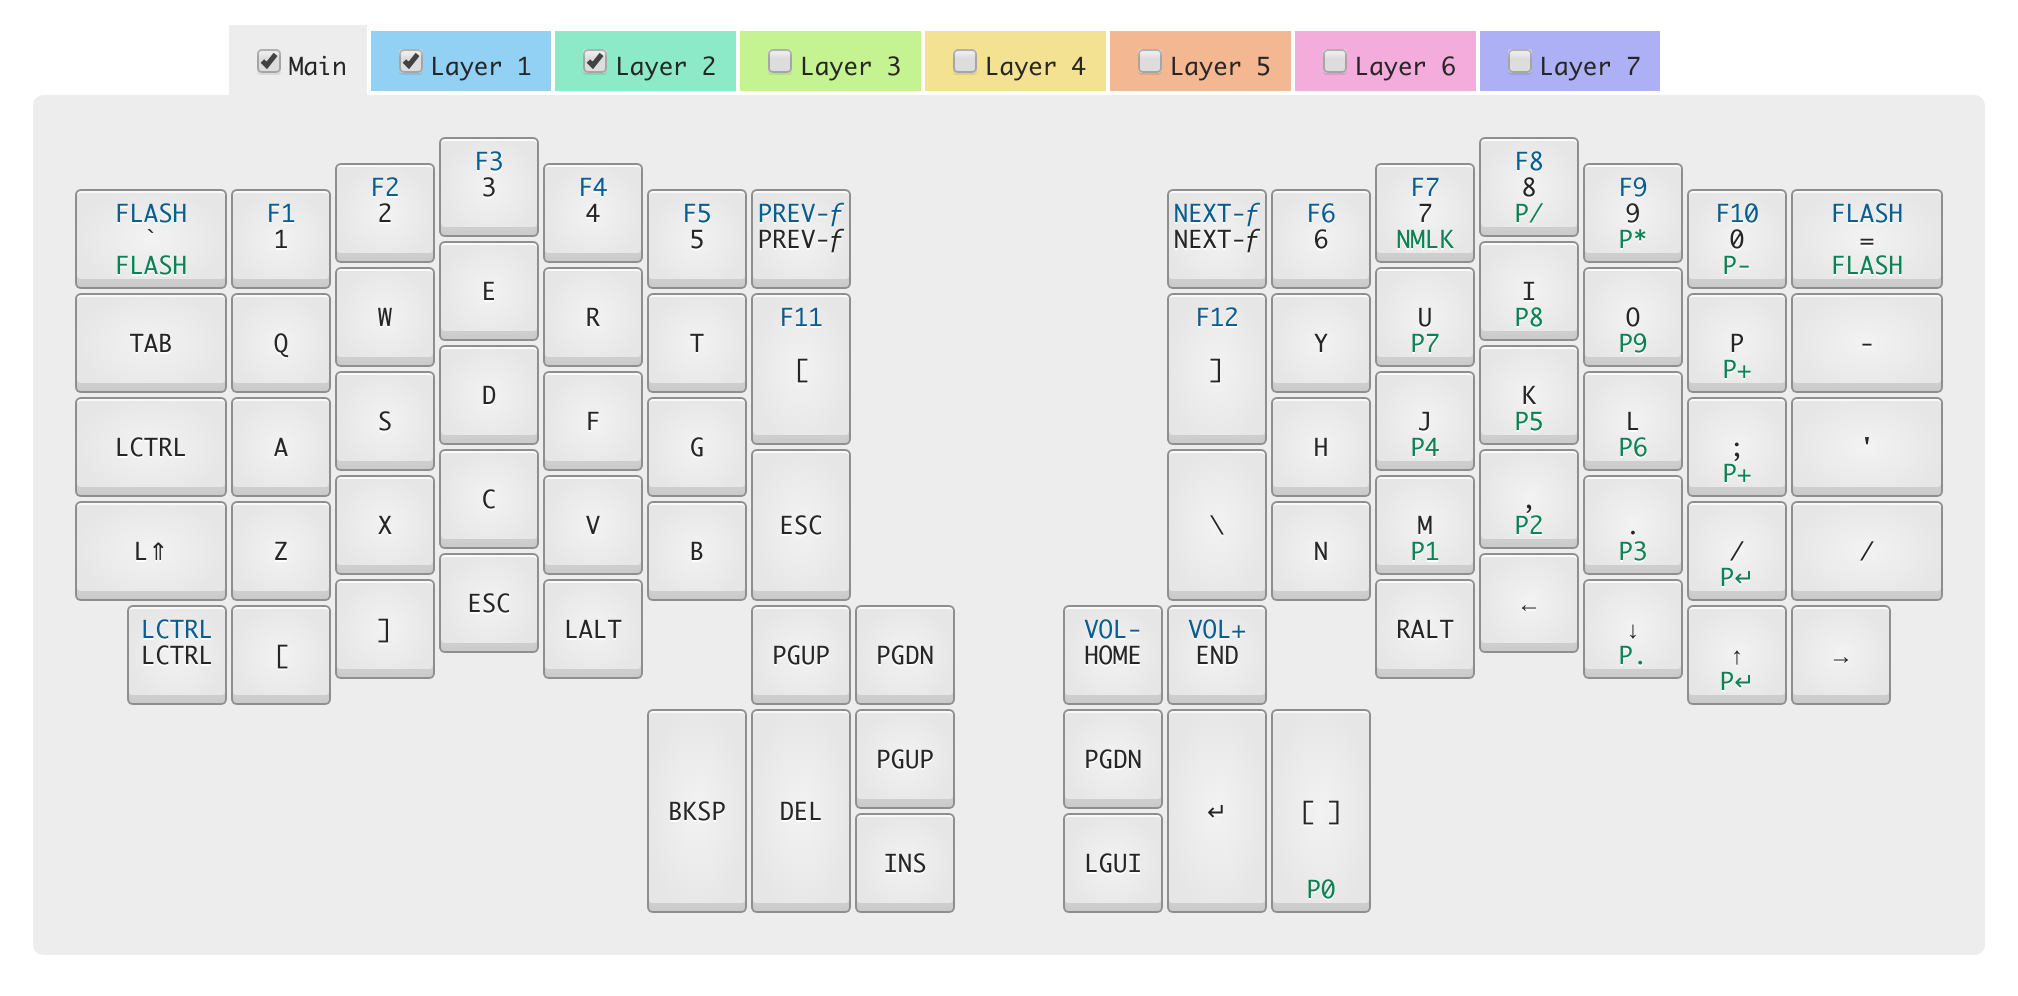 Main
Layer 1
Layer 2
Layer 3
Layer 4
Layer 5
Layer 6
Layer 7
FLASH
`
FLASH
F1
1
F2
2
F3
3
F4
4
F5
5
PREV-f
PREV-f
NEXT-f
NEXT-f
F6
6
F7
7
NMLK
F8
8
P/
F9
9
P*
F10
0
P-
FLASH
=
FLASH
TAB
Q
W
E
R
T
F11
[
F12
]
Y
U
P7
I
P8
O
P9
P
P+
-
LCTRL
A
S
D
F
G
H
J
P4
K
P5
L
P6
;
P+
'
L⇑
Z
X
C
V
B
ESC
\
N
M
P1
,
P2
.
P3
/
P↵
/
LCTRL
LCTRL
[
]
ESC
LALT
PGUP
PGDN
VOL-
HOME
VOL+
END
RALT
←
↓
P.
↑
P↵
→
BKSP
DEL
PGUP
INS
PGDN
LGUI
↵
[ ]
P0